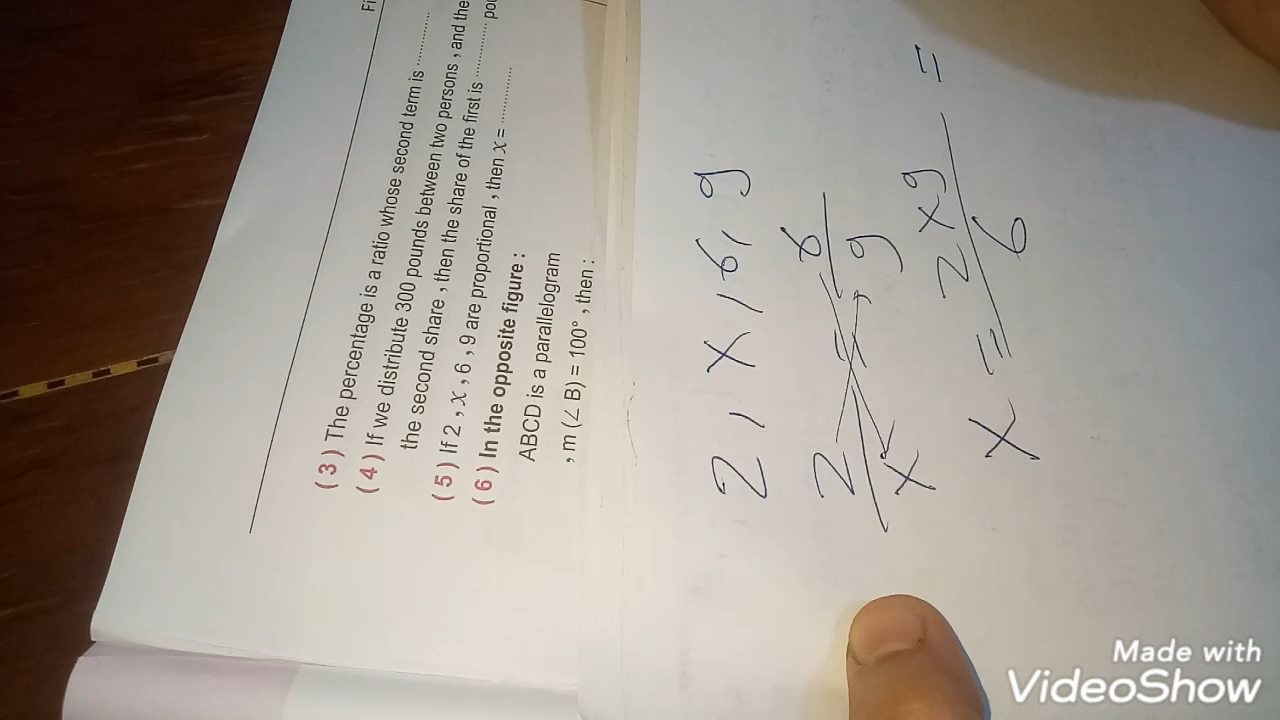 Fi
(3) The percentage is a ratio whose second term is ............
(4) If we distribute 300 pounds between two persons , and the
the second share , then the share of the first is ............
(5) If 2 , x , 6 , 9 are proportional , then x = ............
(6) In the opposite figure :
ABCD is a parallelogram
, m (∠ B) = 100° , then :
2 , x , 6 , 9
2/x = 6/9
x = 2 x 9 / 6 =
Made with
VideoShow